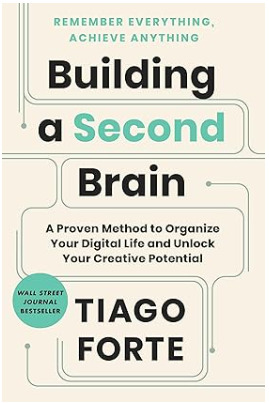 REMEMBER EVERYTHING,
ACHIEVE ANYTHING
Building
a Second
Brain
A Proven Method to Organize
Your Digital Life and Unlock
Your Creative Potential
WALL STREET
JOURNAL
BESTSELLER
TIAGO
FORTE